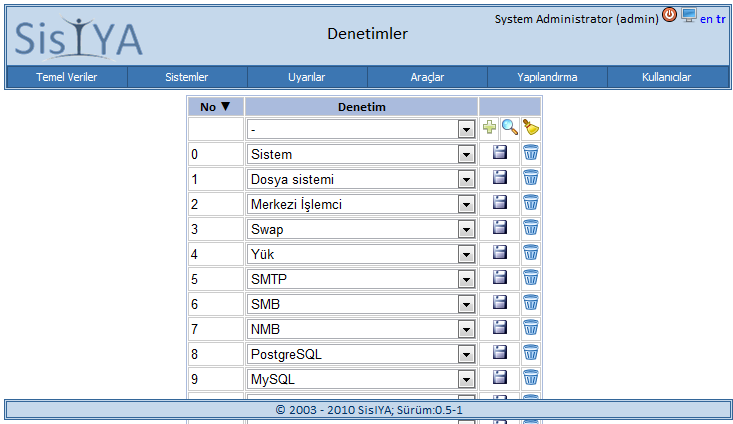 SisIYA
Denetimler
System Administrator (admin) en tr
Temel Veriler Sistemler Uyarılar Araçlar Yapılandırma Kullanıcılar
No ▼ Denetim
-
0 Sistem
1 Dosya sistemi
2 Merkezi İşlemci
3 Swap
4 Yük
5 SMTP
6 SMB
7 NMB
8 PostgreSQL
9 MySQL
© 2003 - 2010 SisIYA; Sürüm:0.5-1